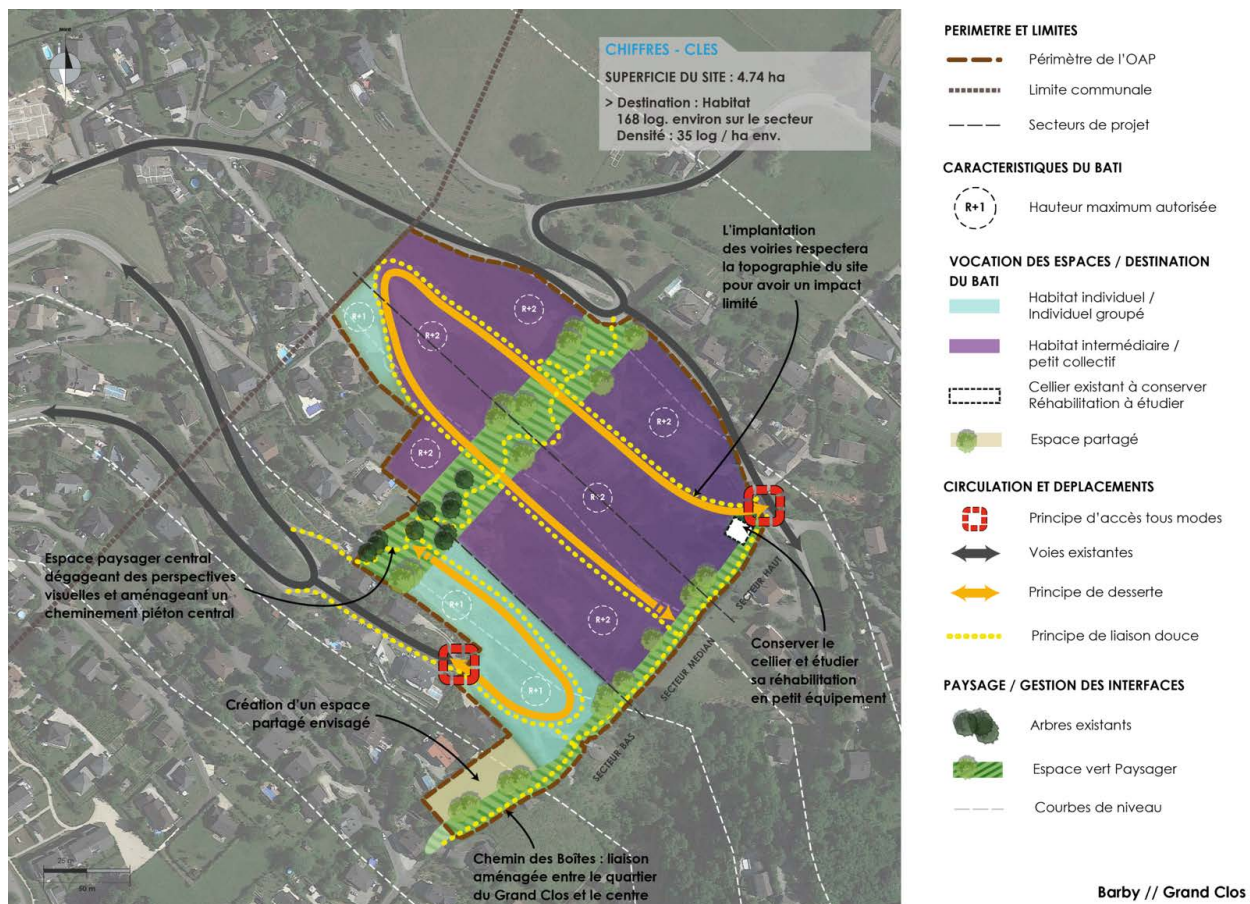 CHIFFRES - CLES
SUPERFICIE DU SITE : 4.74 ha
> Destination : Habitat
168 log. environ sur le secteur
Densité : 35 log / ha env.
L'implantation
des voiries respectera
la topographie du site
pour avoir un impact
limité
R+1
R+2
R+2
R+2
R+2
R+2
R+2
R+1
R+1
Espace paysager central
dégageant des perspectives
visuelles et aménageant un
cheminement piéton central
SECTEUR HAUT
SECTEUR MEDIAN
SECTEUR BAS
Conserver le
cellier et étudier
sa réhabilitation
en petit équipement
Création d'un espace
partagé envisagé
Chemin des Boîtes : liaison
aménagée entre le quartier
du Grand Clos et le centre
25 m
50 m
PERIMETRE ET LIMITES
Périmètre de l'OAP
Limite communale
Secteurs de projet
CARACTERISTIQUES DU BATI
R+1
Hauteur maximum autorisée
VOCATION DES ESPACES / DESTINATION
DU BATI
Habitat individuel /
Individuel groupé
Habitat intermédiaire /
petit collectif
Cellier existant à conserver
Réhabilitation à étudier
Espace partagé
CIRCULATION ET DEPLACEMENTS
Principe d'accès tous modes
Voies existantes
Principe de desserte
Principe de liaison douce
PAYSAGE / GESTION DES INTERFACES
Arbres existants
Espace vert Paysager
Courbes de niveau
Barby // Grand Clos